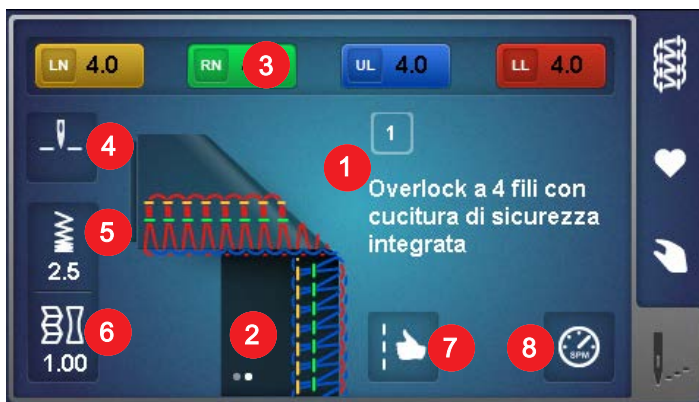 LN 4.0
RN 3
UL 4.0
LL 4.0
4
1
1
Overlock a 4 fili con
cucitura di sicurezza
integrata
5
2.5
6
1.00
2
7
8
SPM